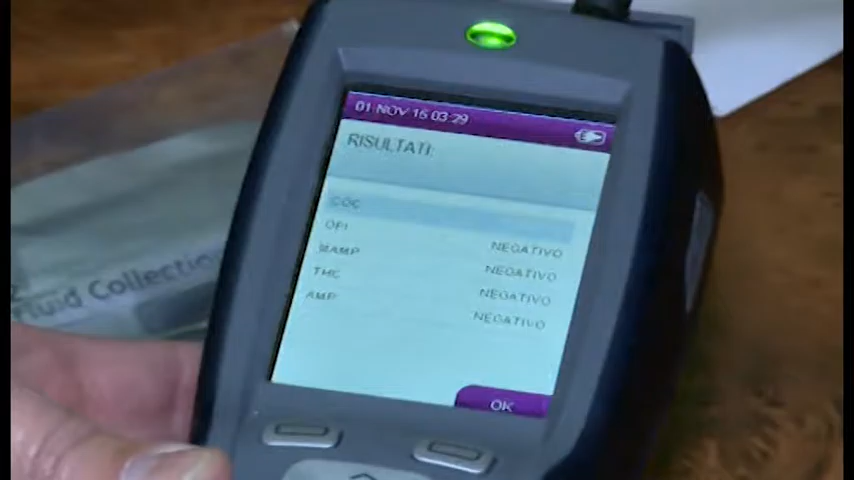 01 NOV 15 03:29
RISULTATI:
COC
OPI NEGATIVO
MAMP NEGATIVO
THC NEGATIVO
AMP NEGATIVO
OK
Fluid Collection